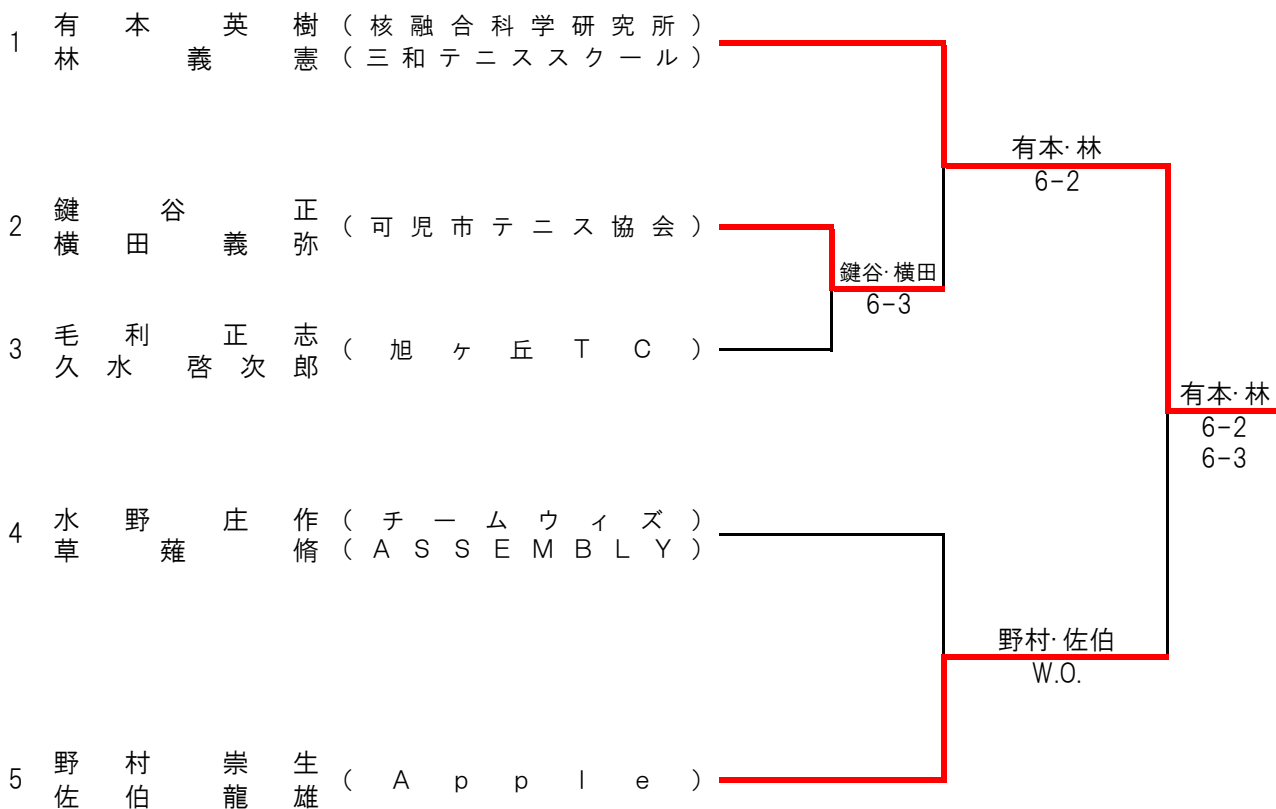 1 有本英樹 (核融合科学研究所)
林義憲 (三和テニススクール)
有本・林
6-2
2 鍵谷正 (可児市テニス協会)
横田義弥
鍵谷・横田
6-3
3 毛利正志 (旭ヶ丘TC)
久水啓次郎
有本・林
6-2
6-3
4 水野庄作 (チームウィズ)
草薙脩 (ASSEMBLY)
野村・佐伯
W.O.
5 野村崇生 (Apple)
佐伯龍雄